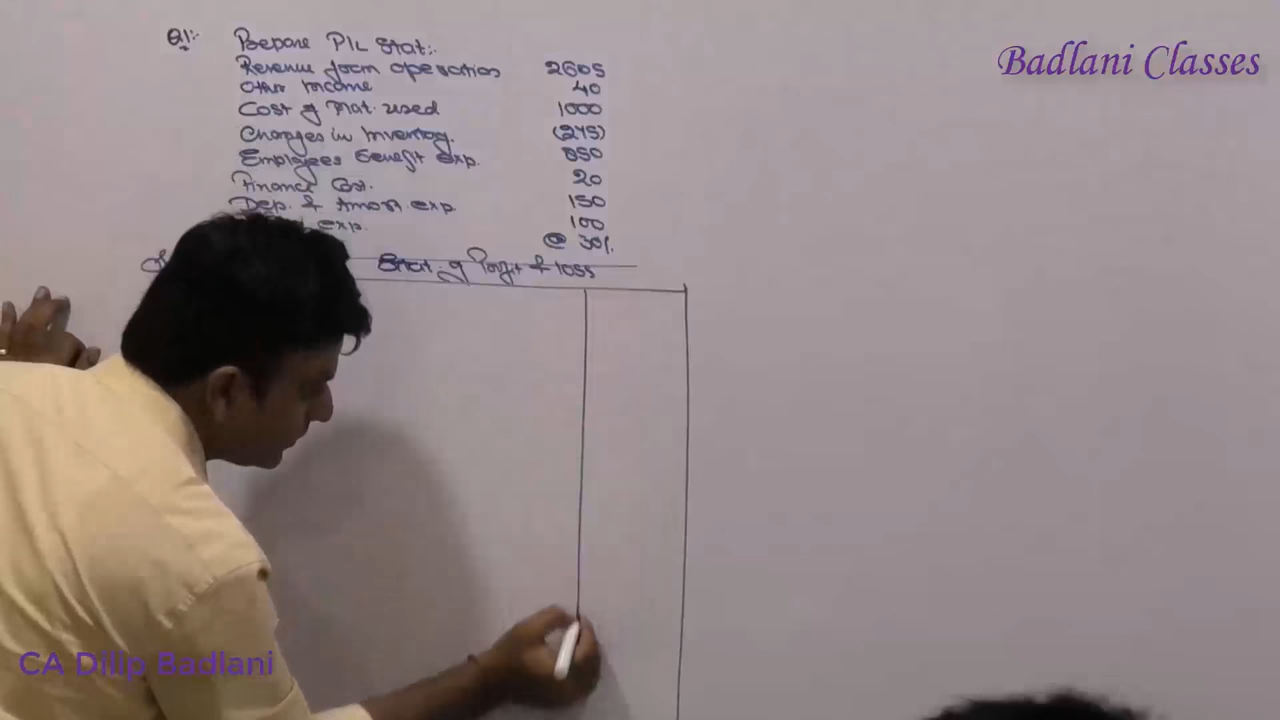 Q1:- Prepare P/L Stat:.
Revenue from operation 2605
Other Income 40
Cost of Mat. used 1000
Changes in Inventory. (245)
Employees Benefit exp. 850
Finance Cost. 20
Dep. & Amort. exp 150
exp. 100
@ 30%
Stat. of Profit & loss
Badlani Classes
CA Dilip Badlani